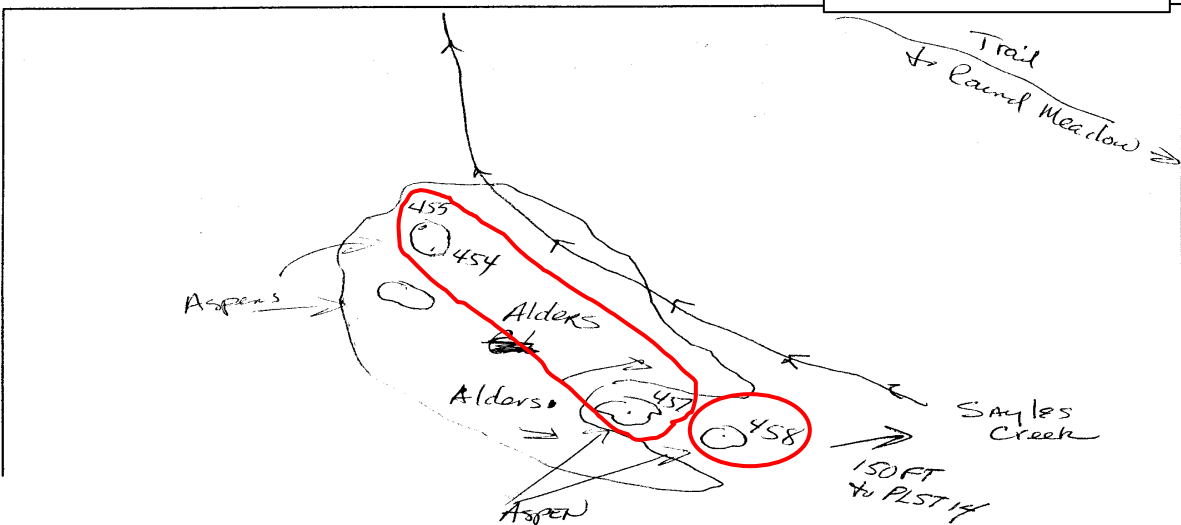 Trail
to Round Meadow
455
454
Aspens
Alders
Alders
457
458
Sayles
Creek
150 FT
to PLST 14
ASPEN